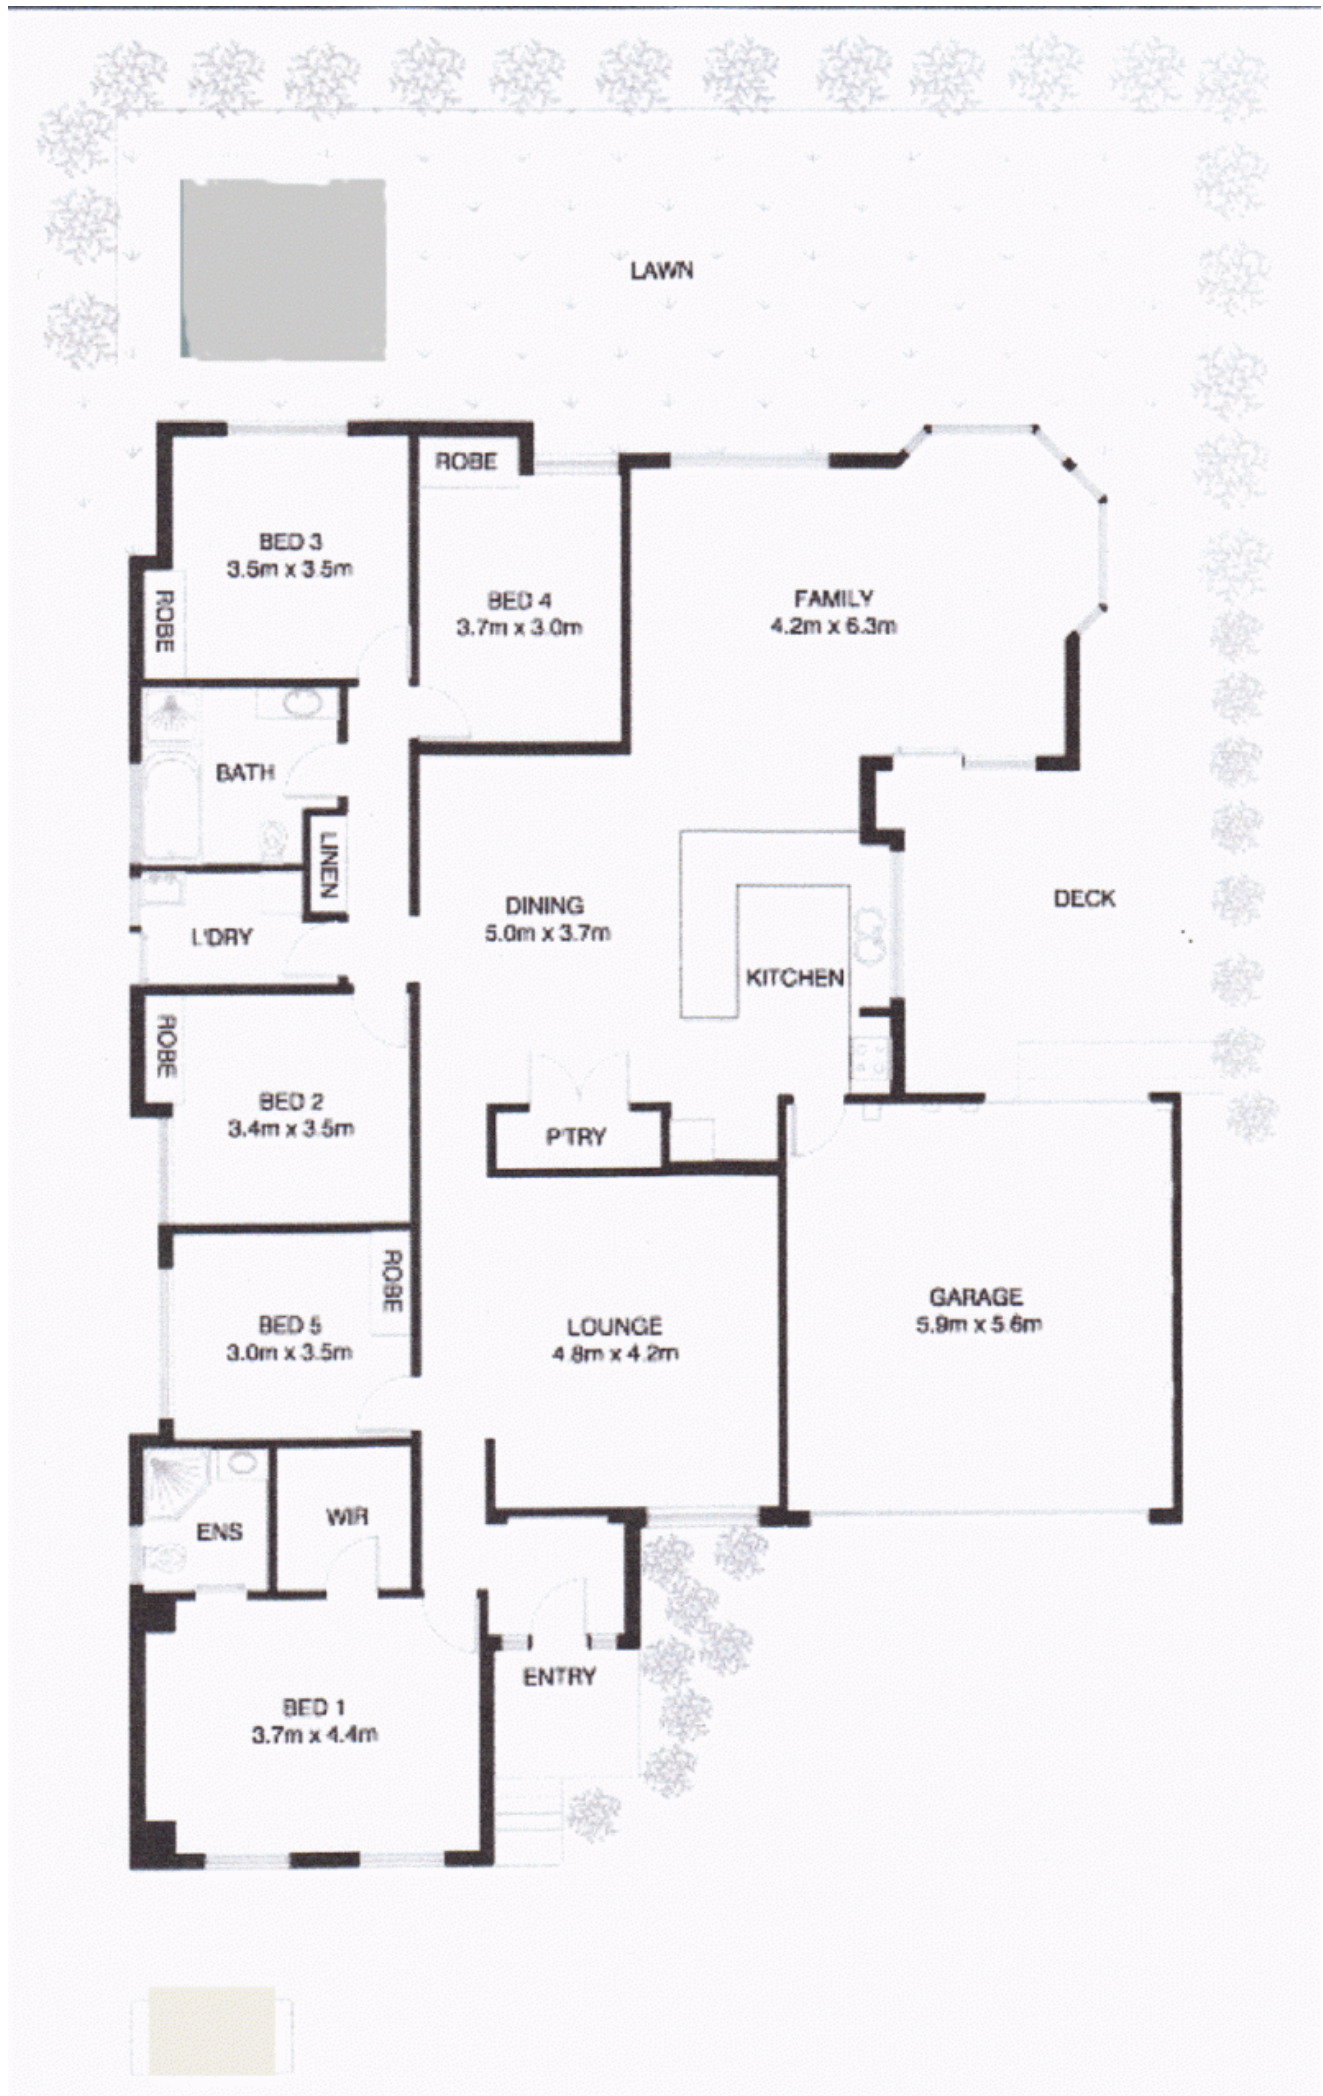 LAWN
ROBE
BED 3
3.5m x 3.5m
ROBE
BED 4
3.7m x 3.0m
FAMILY
4.2m x 6.3m
BATH
LINEN
DINING
5.0m x 3.7m
DECK
L'DRY
KITCHEN
ROBE
BED 2
3.4m x 3.5m
P'TRY
ROBE
BED 5
3.0m x 3.5m
LOUNGE
4.8m x 4.2m
GARAGE
5.9m x 5.6m
ENS
WIR
ENTRY
BED 1
3.7m x 4.4m